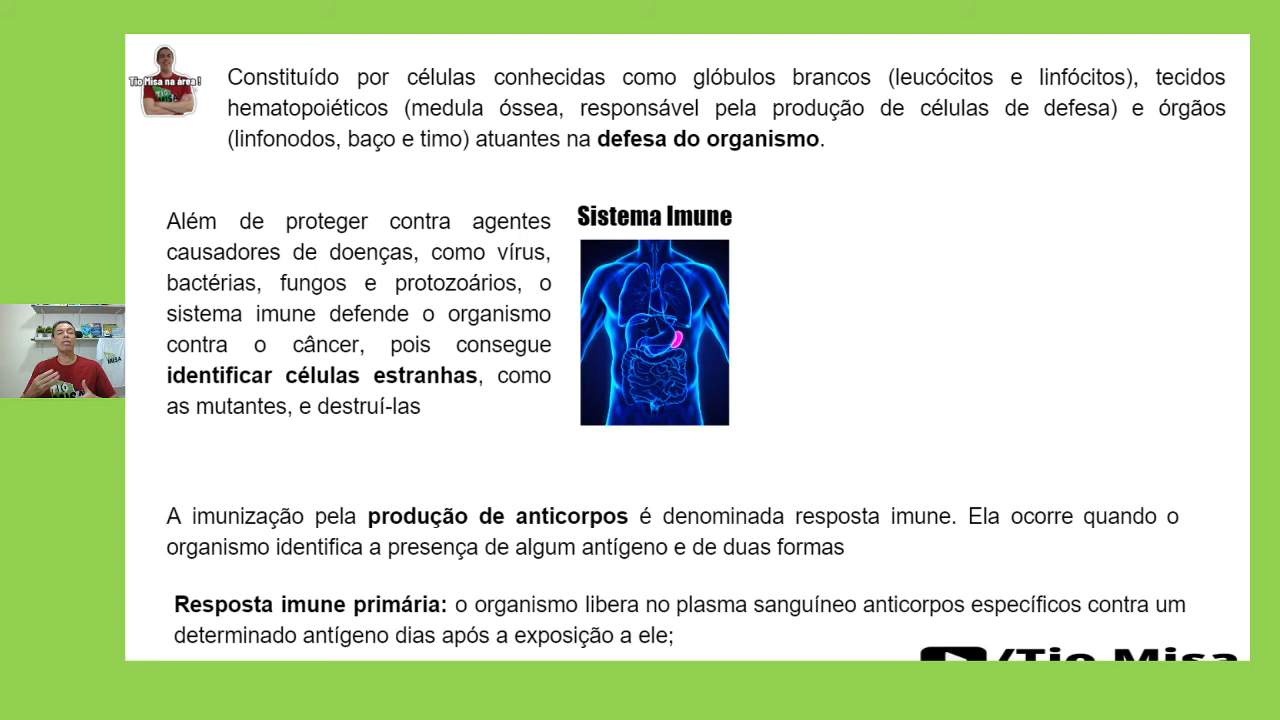 Tio Misa na área !
Constituído por células conhecidas como glóbulos brancos (leucócitos e linfócitos), tecidos
hematopoiéticos (medula óssea, responsável pela produção de células de defesa) e órgãos
(linfonodos, baço e timo) atuantes na defesa do organismo.
Além de proteger contra agentes
causadores de doenças, como vírus,
bactérias, fungos e protozoários, o
sistema imune defende o organismo
contra o câncer, pois consegue
identificar células estranhas, como
as mutantes, e destruí-las
Sistema Imune
A imunização pela produção de anticorpos é denominada resposta imune. Ela ocorre quando o
organismo identifica a presença de algum antígeno e de duas formas
Resposta imune primária: o organismo libera no plasma sanguíneo anticorpos específicos contra um
determinado antígeno dias após a exposição a ele;
/Tio Misa